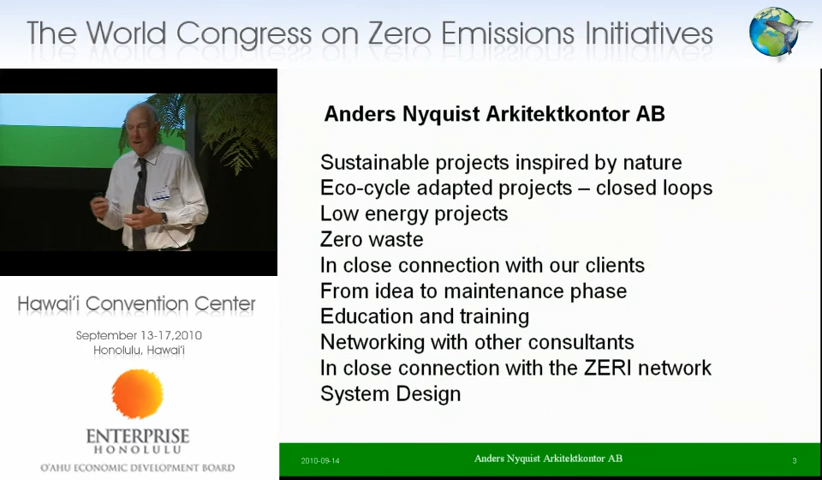 The World Congress on Zero Emissions Initiatives
Anders Nyquist Arkitektkontor AB
Sustainable projects inspired by nature
Eco-cycle adapted projects – closed loops
Low energy projects
Zero waste
In close connection with our clients
From idea to maintenance phase
Education and training
Networking with other consultants
In close connection with the ZERI network
System Design
Hawai'i Convention Center
September 13-17,2010
Honolulu, Hawai'i
ENTERPRISE
HONOLULU
O'AHU ECONOMIC DEVELOPMENT BOARD
2010-09-14
Anders Nyquist Arkitektkontor AB
3